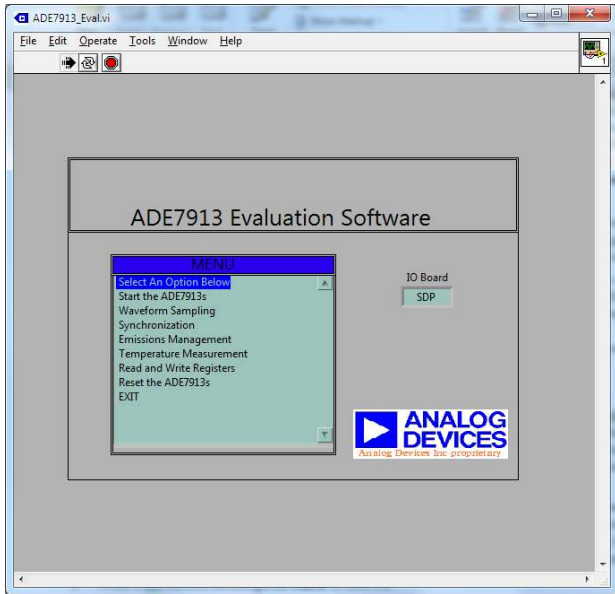 ADE7913_Eval.vi
File Edit Operate Tools Window Help
1
ADE7913 Evaluation Software
MENU
Select An Option Below
Start the ADE7913s
Waveform Sampling
Synchronization
Emissions Management
Temperature Measurement
Read and Write Registers
Reset the ADE7913s
EXIT
IO Board
SDP
ANALOG
DEVICES
Analog Devices Inc proprietary